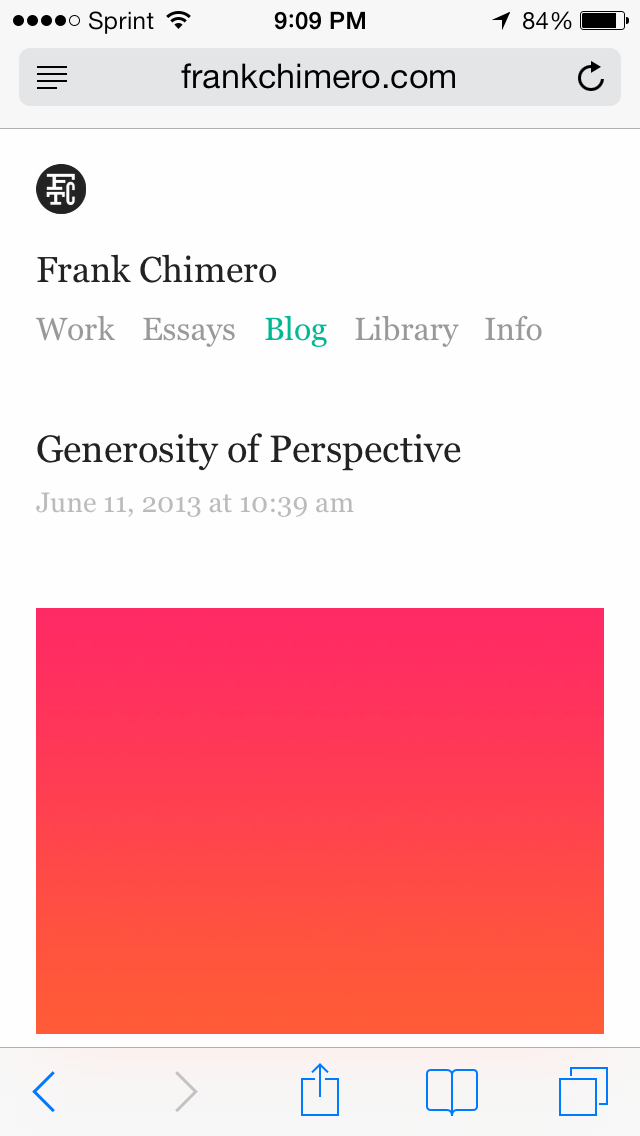 Sprint 9:09 PM 84%
frankchimero.com
FTC
Frank Chimero
Work Essays Blog Library Info
Generosity of Perspective
June 11, 2013 at 10:39 am